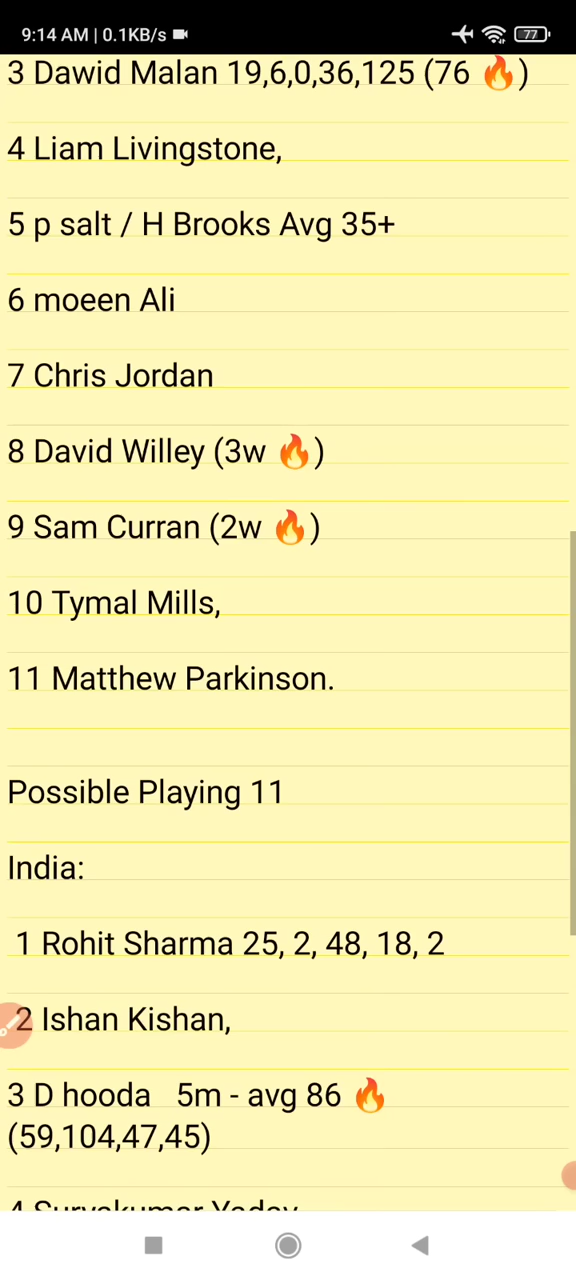 9:14 AM | 0.1KB/s
77
3 Dawid Malan 19,6,0,36,125 (76 🔥)
4 Liam Livingstone,
5 p salt / H Brooks Avg 35+
6 moeen Ali
7 Chris Jordan
8 David Willey (3w 🔥)
9 Sam Curran (2w 🔥)
10 Tymal Mills,
11 Matthew Parkinson.
Possible Playing 11
India:
1 Rohit Sharma 25, 2, 48, 18, 2
2 Ishan Kishan,
3 D hooda 5m - avg 86 🔥
(59,104,47,45)
4 Suryakumar Yadav